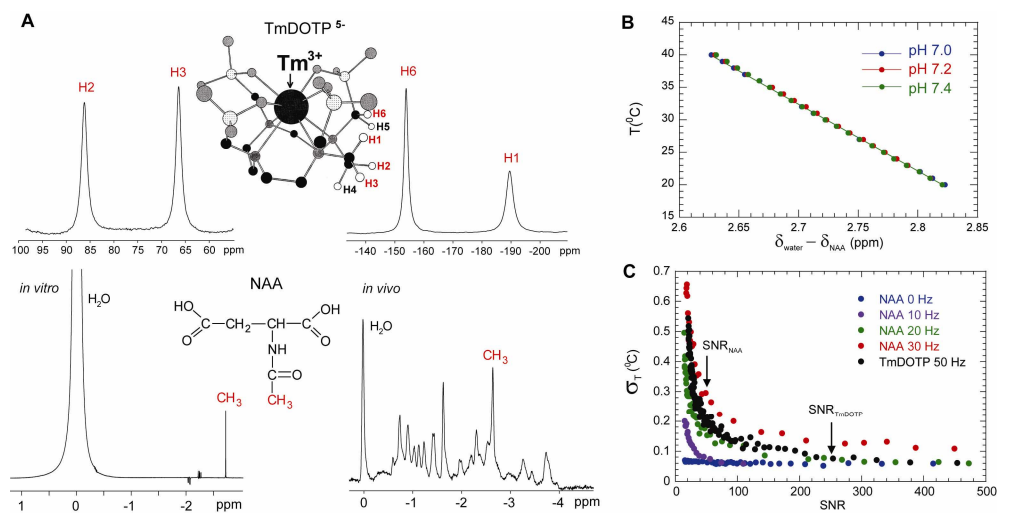 A
TmDOTP 5-
Tm3+
H2
H3
H6
H1
H6
H5
H1
H2
H3
H4
100 95 90 85 80 75 70 65 60 ppm
-140 -150 -160 -170 -180 -190 -200 ppm
in vitro
H2O
NAA
HO
O
CH2
CH
C
C
OH
O
NH
C=O
CH3
CH3
1 0 -1 -2 ppm
in vivo
H2O
CH3
0 -1 -2 -3 -4 ppm
B
45
40
35
30
25
20
15
T(0C)
pH 7.0
pH 7.2
pH 7.4
2.6 2.65 2.7 2.75 2.8 2.85
δwater – δNAA (ppm)
C
0.7
0.6
0.5
0.4
0.3
0.2
0.1
0
σT (0C)
NAA 0 Hz
NAA 10 Hz
NAA 20 Hz
NAA 30 Hz
TmDOTP 50 Hz
SNRNAA
SNRTmDOTP
0 100 200 300 400 500
SNR